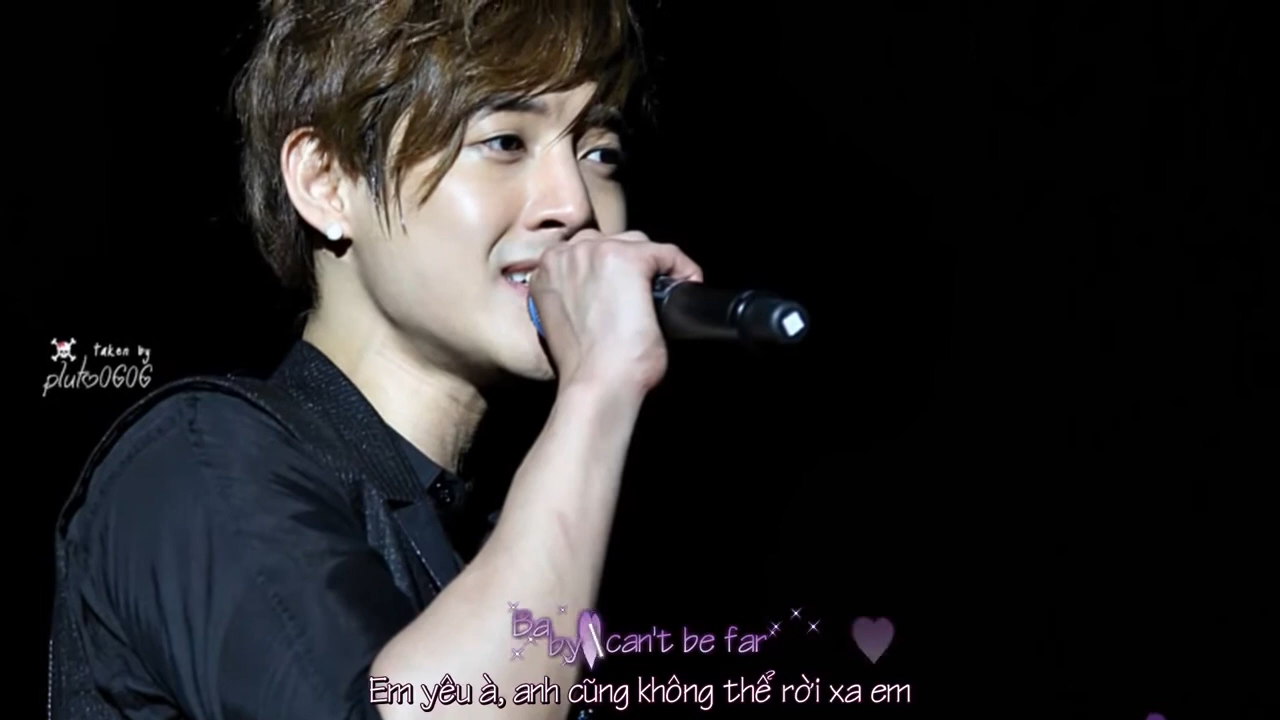 taken by
pluto0606
Baby I can't be far
Em yêu à, anh cũng không thể rời xa em